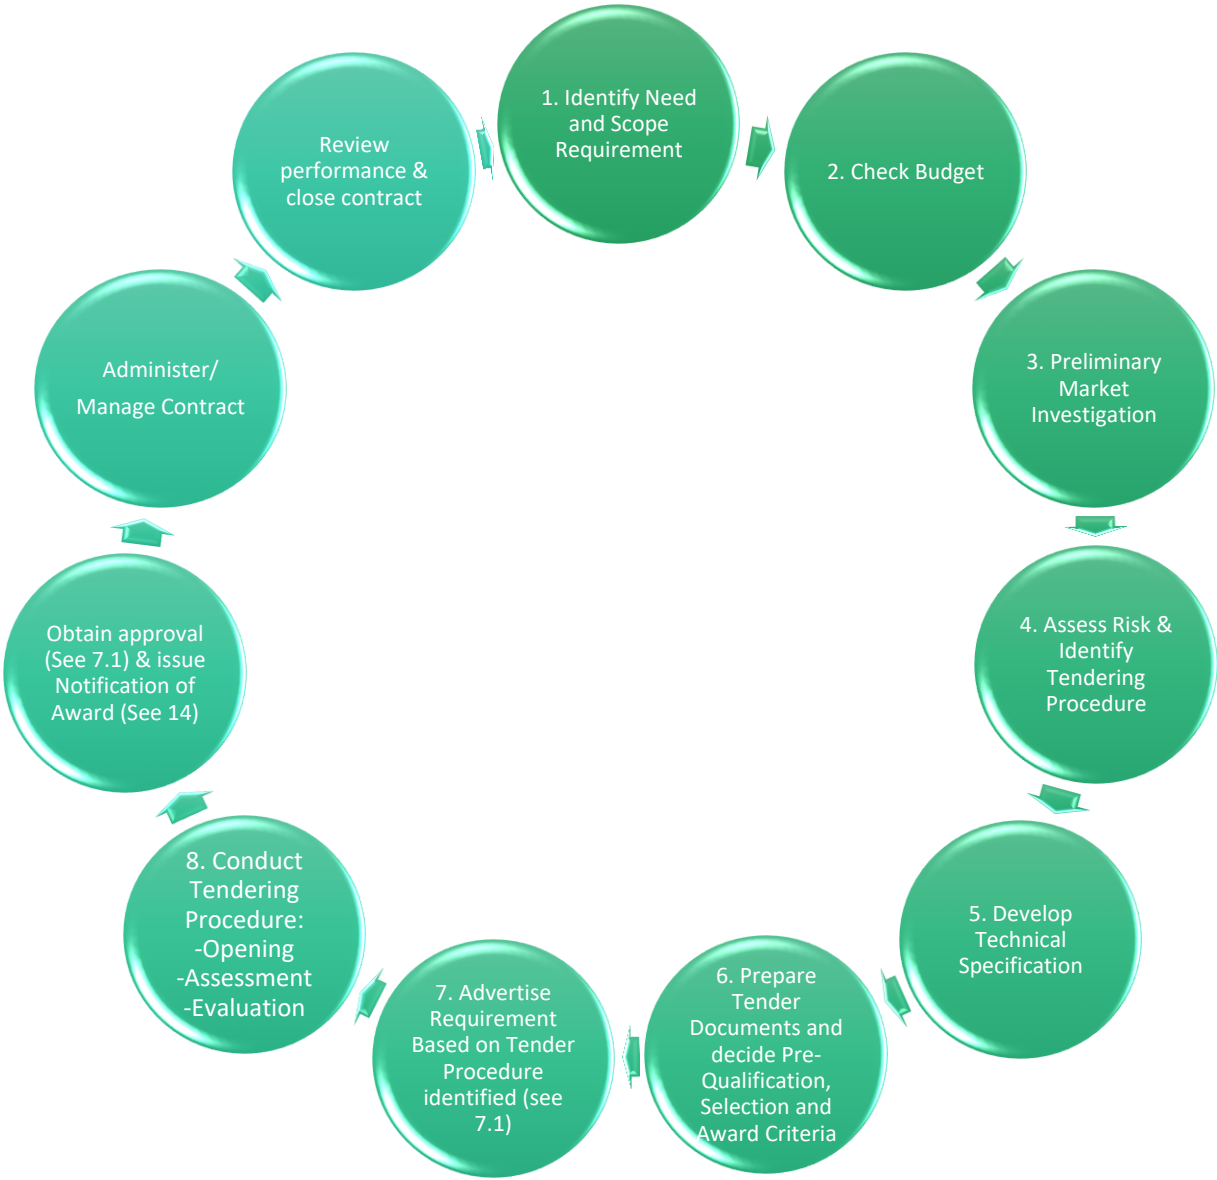 1. Identify Need
and Scope
Requirement
2. Check Budget
3. Preliminary
Market
Investigation
4. Assess Risk &
Identify
Tendering
Procedure
5. Develop
Technical
Specification
6. Prepare
Tender
Documents and
decide Pre-
Qualification,
Selection and
Award Criteria
7. Advertise
Requirement
Based on Tender
Procedure
identified (see
7.1)
8. Conduct
Tendering
Procedure:
-Opening
-Assessment
-Evaluation
Obtain approval
(See 7.1) & issue
Notification of
Award (See 14)
Administer/
Manage Contract
Review
performance &
close contract